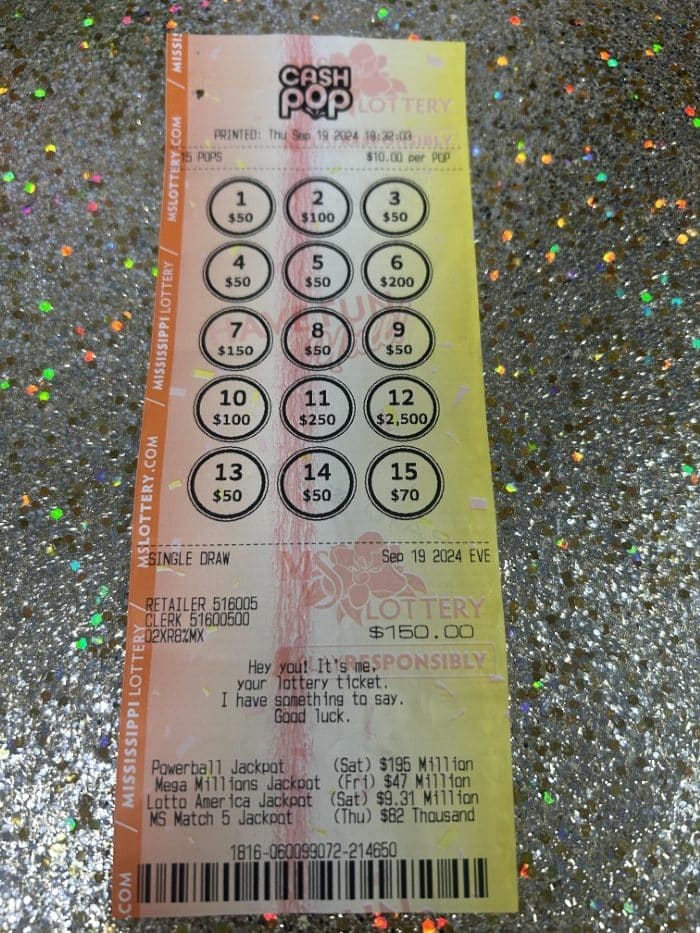 CASH
POP
LOTTERY
PRINTED: Thu Sep 19 2024 18:32:03
15 POPS $10.00 per POP
1 2 3
$50 $100 $50
4 5 6
$50 $50 $200
7 8 9
$150 $50 $50
10 11 12
$100 $250 $2,500
13 14 15
$50 $50 $70
SINGLE DRAW Sep 19 2024 EVE
MS
LOTTERY
RETAILER 516005
CLERK 51600500
02XR8%MX
$150.00
RESPONSIBLY
Hey you! It's me,
your lottery ticket.
I have something to say.
Good luck.
Powerball Jackpot (Sat) $195 Million
Mega Millions Jackpot (Fri) $47 Million
Lotto America Jackpot (Sat) $9.31 Million
MS Match 5 Jackpot (Thu) $82 Thousand
1816-060099072-214650
.COM / MISSISSIPPI LOTTERY / MSLOTTERY.COM / MISSISSIPPI LOTTERY / MSLOTTERY.COM / MISSIS